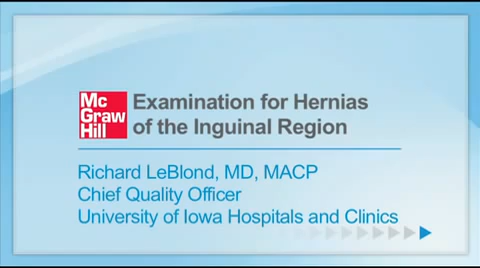 Mc
Graw
Hill
Examination for Hernias
of the Inguinal Region
Richard LeBlond, MD, MACP
Chief Quality Officer
University of Iowa Hospitals and Clinics